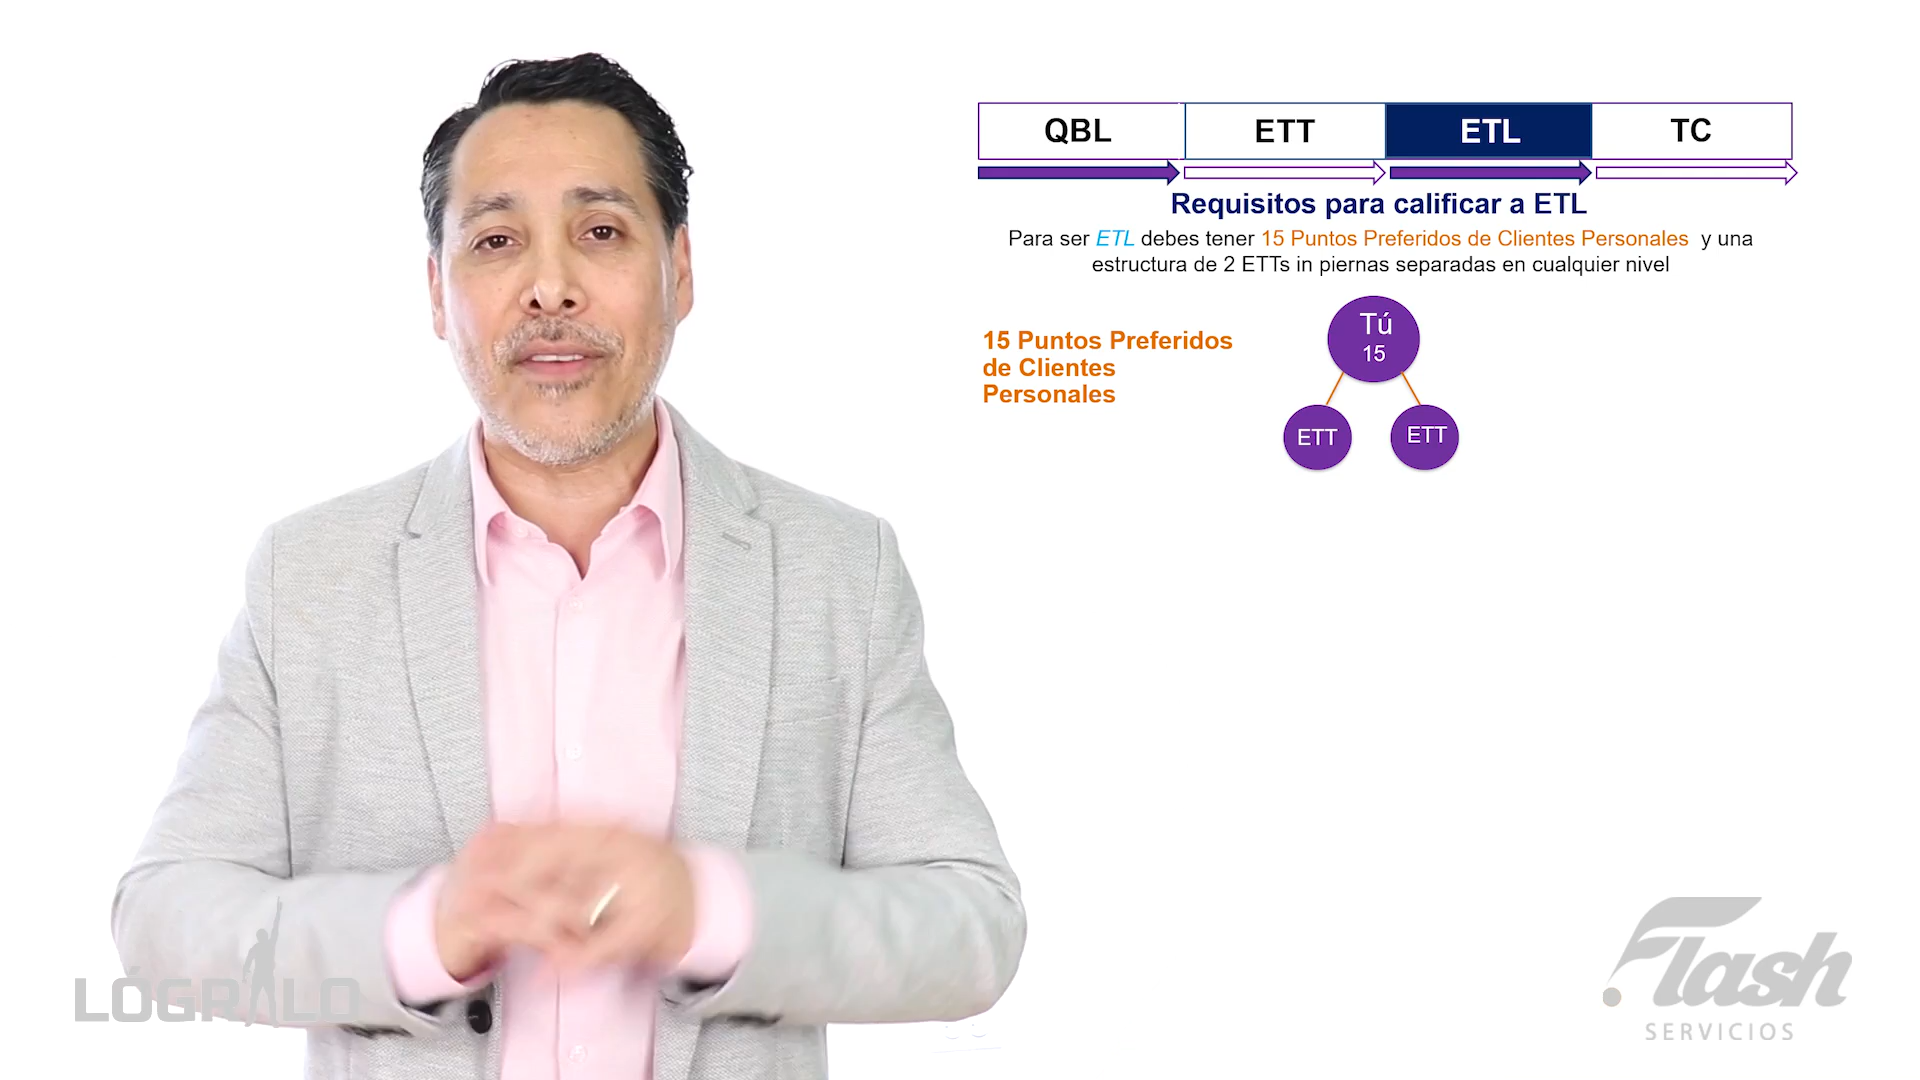 QBL ETT ETL TC
Requisitos para calificar a ETL
Para ser ETL debes tener 15 Puntos Preferidos de Clientes Personales y una
estructura de 2 ETTs in piernas separadas en cualquier nivel
15 Puntos Preferidos
de Clientes
Personales
Tú
15
ETT ETT
LÓGRALO
Flash
SERVICIOS